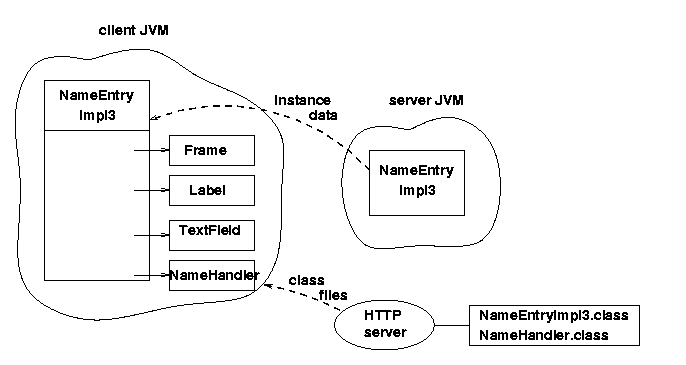 client JVM
NameEntry
Impl3
Frame
Label
TextField
NameHandler
instance
data
server JVM
NameEntry
Impl3
class
files
HTTP
server
NameEntryImpl3.class
NameHandler.class